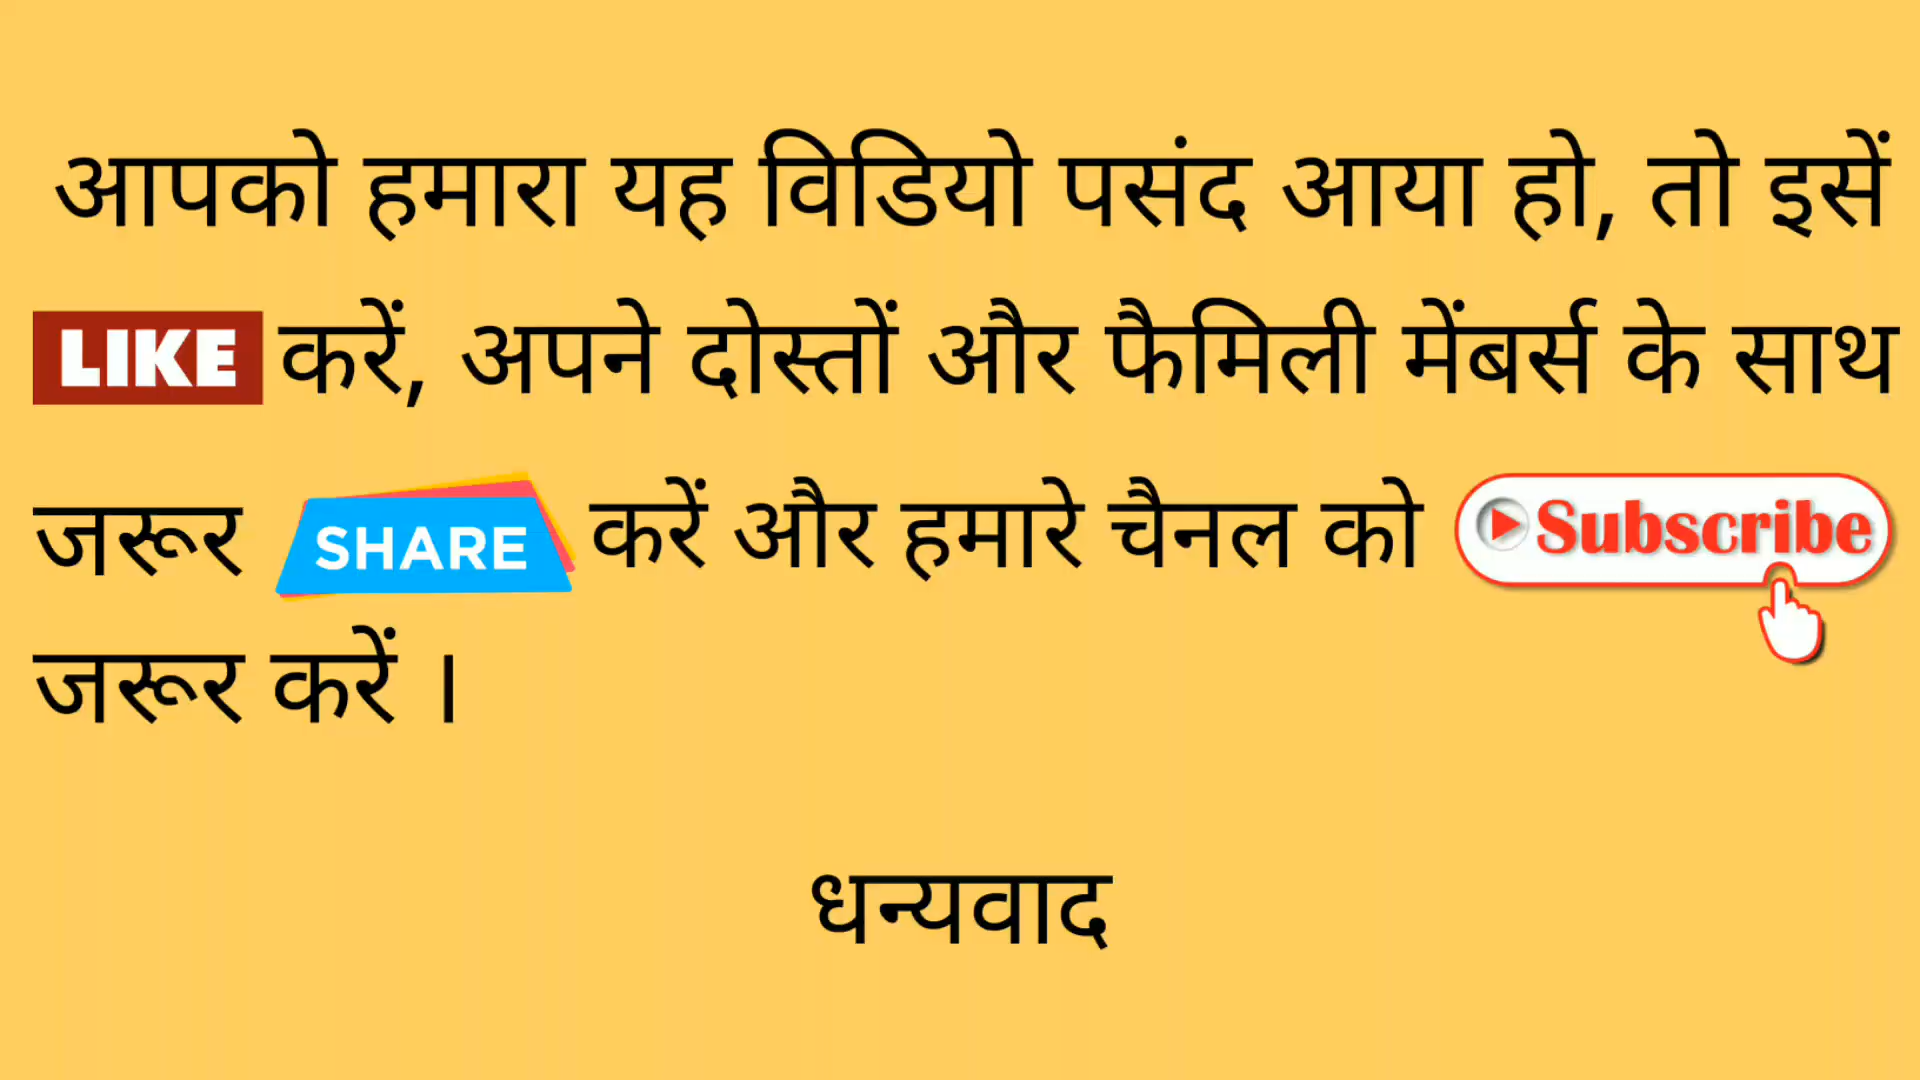 आपको हमारा यह विडियो पसंद आया हो, तो इसें
LIKE करें, अपने दोस्तों और फैमिली मेंबर्स के साथ
जरूर SHARE करें और हमारे चैनल को Subscribe
जरूर करें ।
धन्यवाद